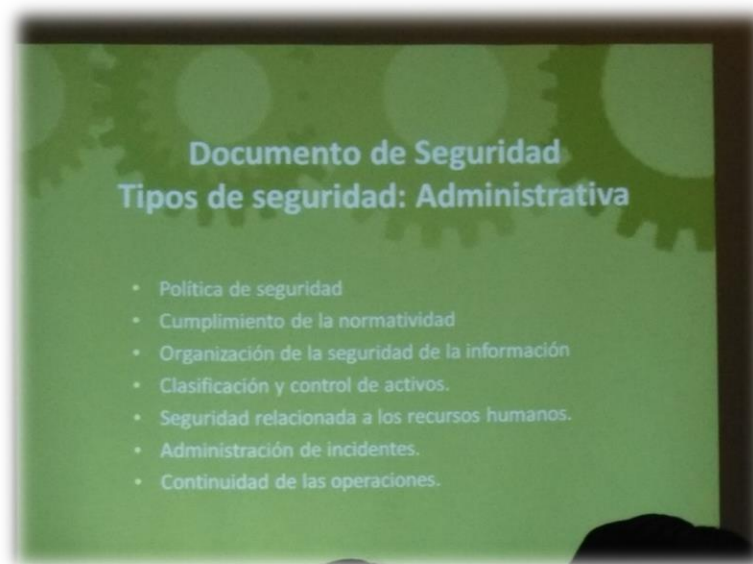 Documento de Seguridad
Tipos de seguridad: Administrativa
• Política de seguridad
• Cumplimiento de la normatividad
• Organización de la seguridad de la información
• Clasificación y control de activos.
• Seguridad relacionada a los recursos humanos.
• Administración de incidentes.
• Continuidad de las operaciones.